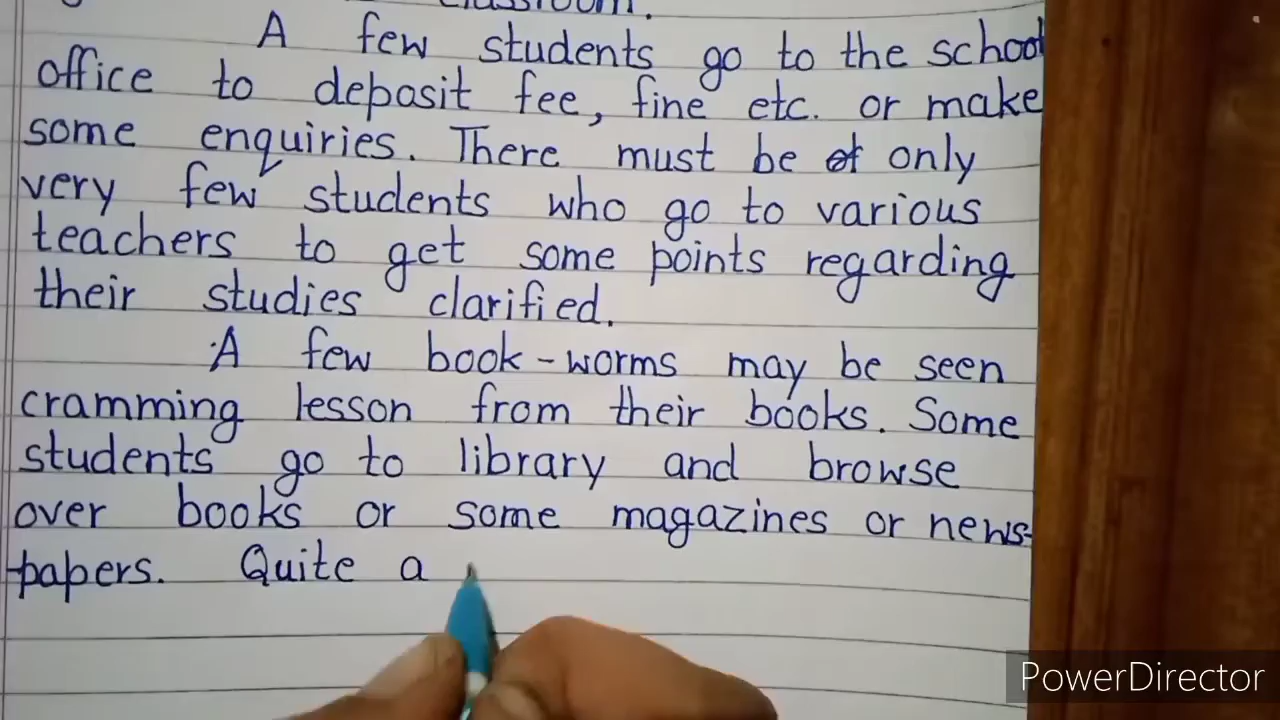 classroom.
A few students go to the school
office to deposit fee, fine etc. or make
some enquiries. There must be only
very few students who go to various
teachers to get some points regarding
their studies clarified.
A few book-worms may be seen
cramming lesson from their books. Some
students go to library and browse
over books or some magazines or news-
-papers. Quite a
PowerDirector